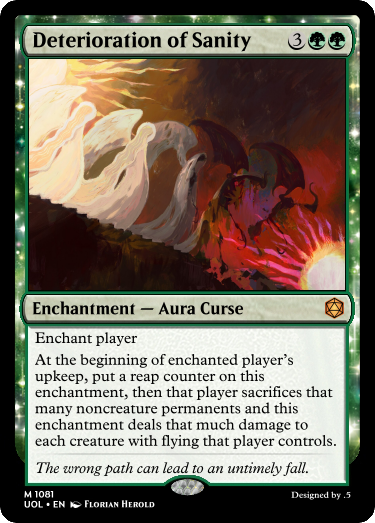 Deterioration of Sanity 3
Enchantment — Aura Curse
Enchant player
At the beginning of enchanted player's
upkeep, put a reap counter on this
enchantment, then that player sacrifices that
many noncreature permanents and this
enchantment deals that much damage to
each creature with flying that player controls.
The wrong path can lead to an untimely fall.
M 1081
UOL • EN Florian Herold
Designed by .5